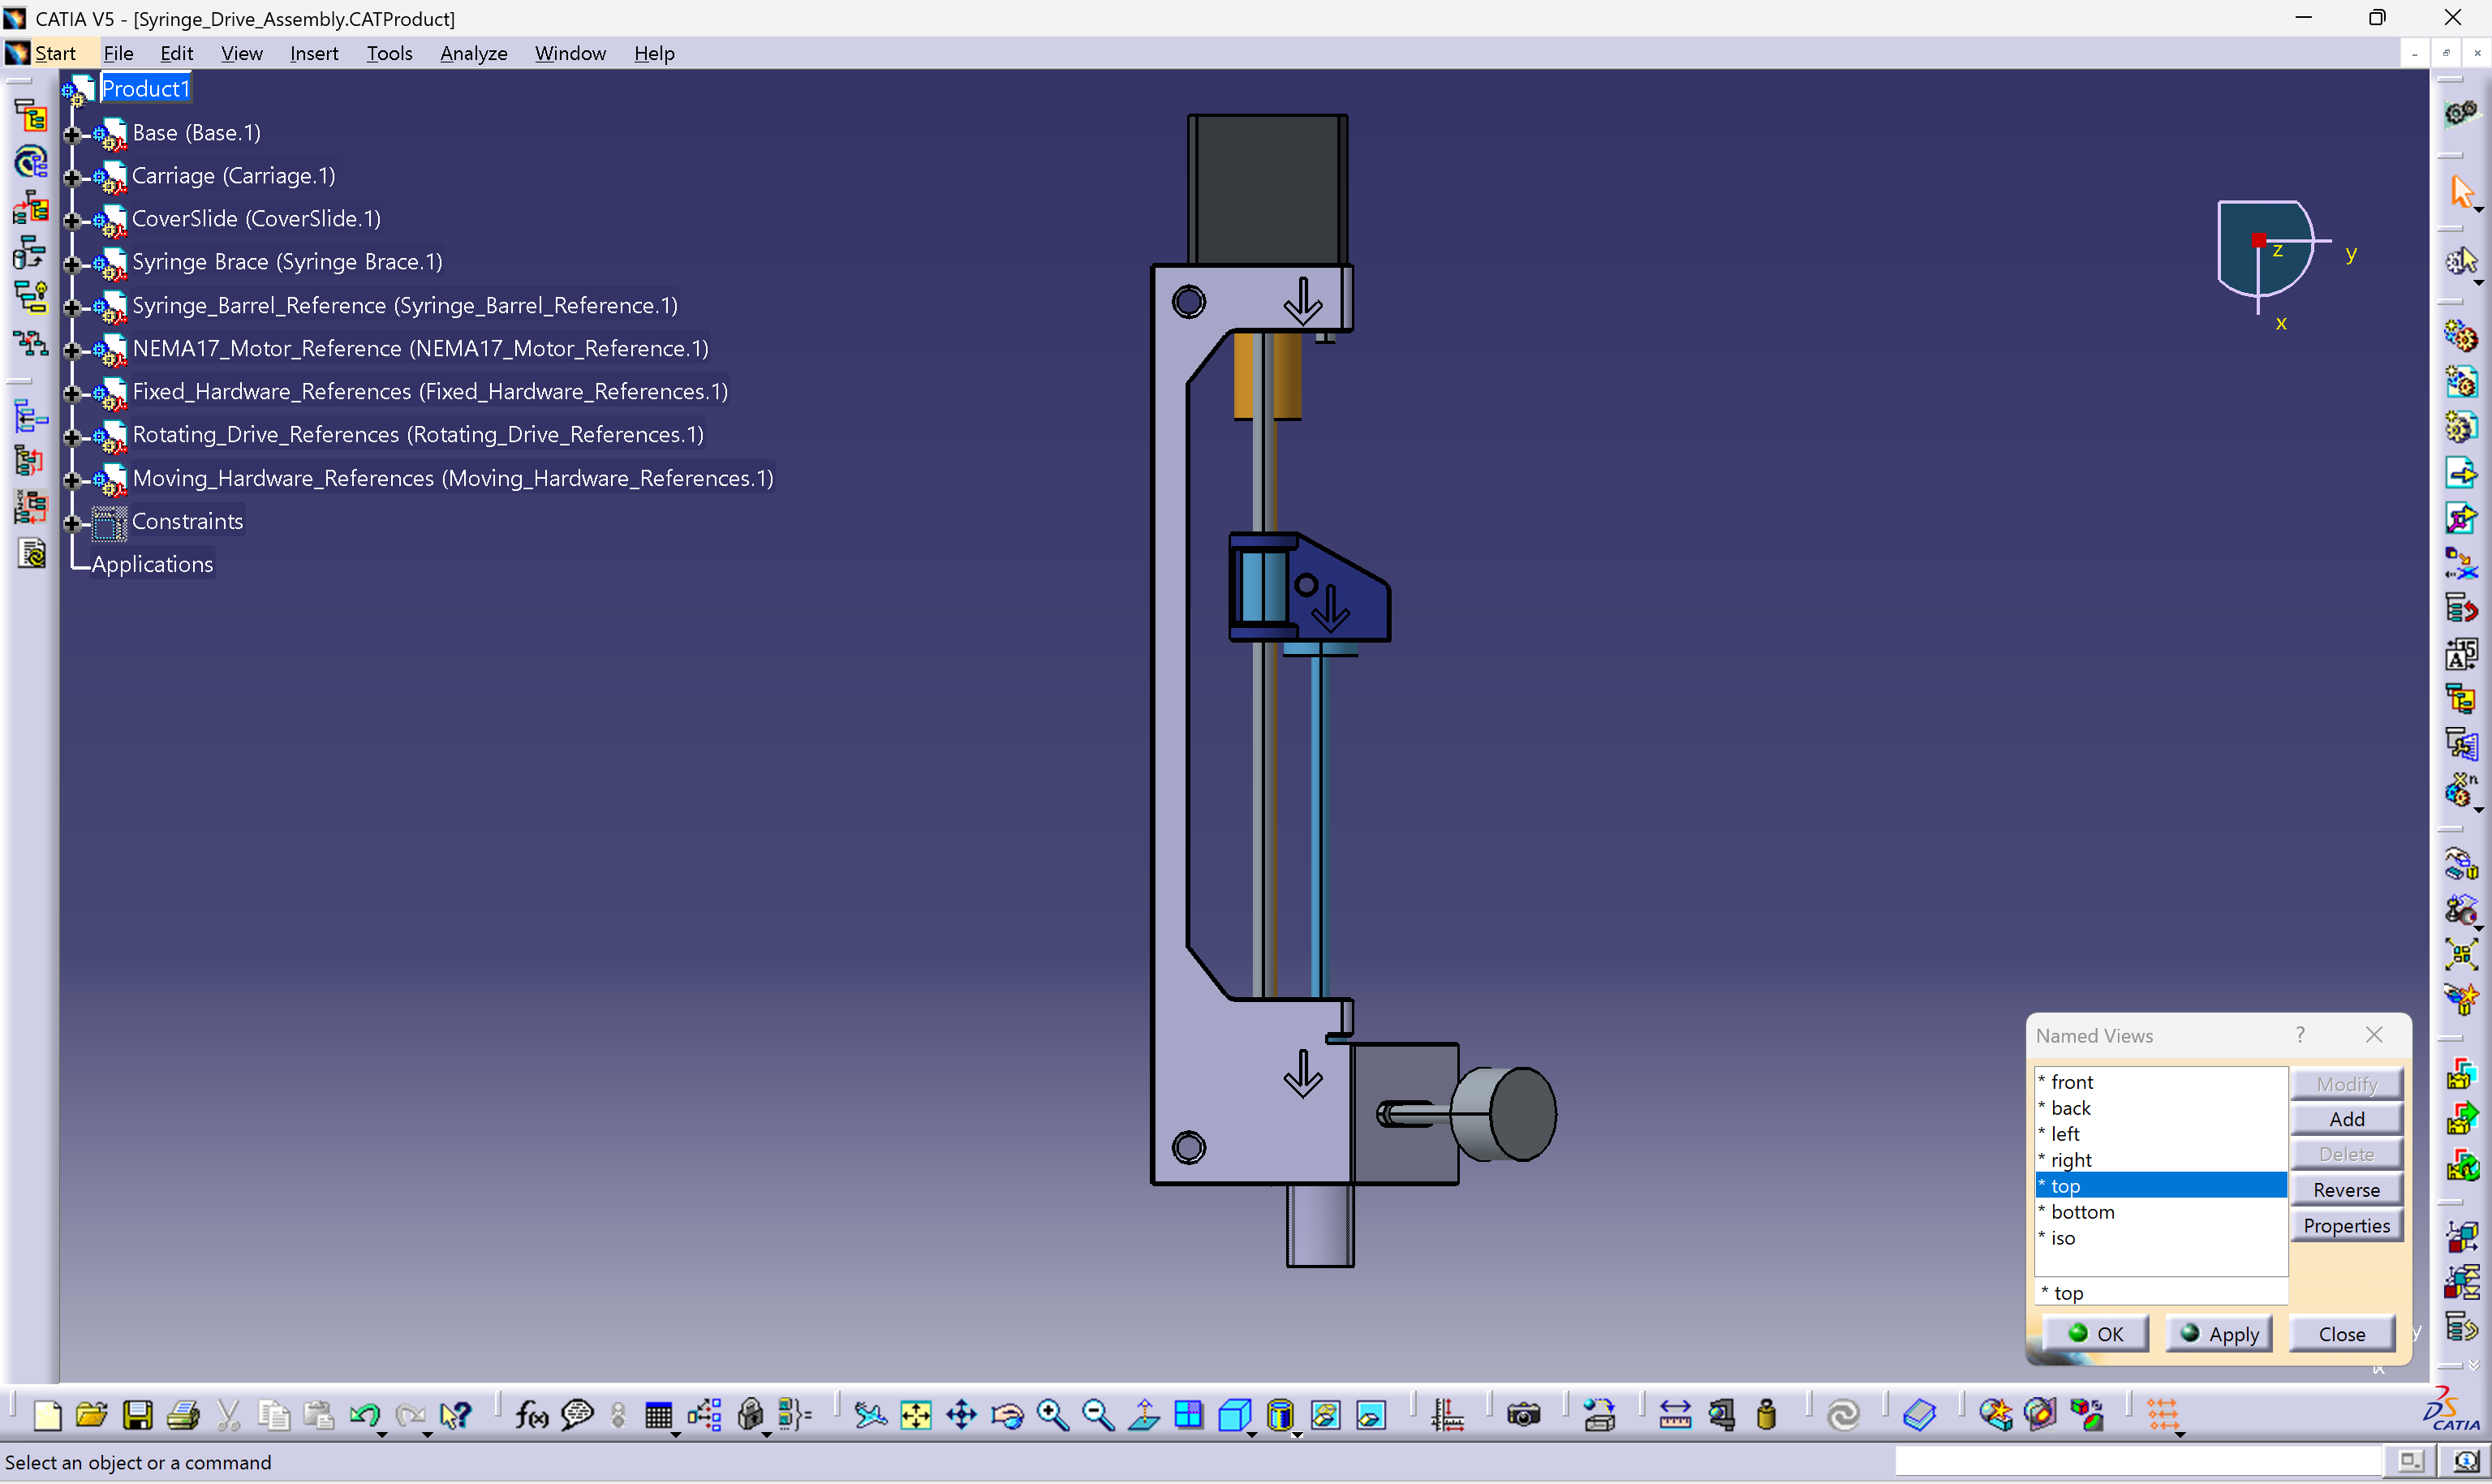 CATIA V5 - [Syringe_Drive_Assembly.CATProduct]
Start File Edit View Insert Tools Analyze Window Help
Product1
Base (Base.1)
Carriage (Carriage.1)
CoverSlide (CoverSlide.1)
Syringe Brace (Syringe Brace.1)
Syringe_Barrel_Reference (Syringe_Barrel_Reference.1)
NEMA17_Motor_Reference (NEMA17_Motor_Reference.1)
Fixed_Hardware_References (Fixed_Hardware_References.1)
Rotating_Drive_References (Rotating_Drive_References.1)
Moving_Hardware_References (Moving_Hardware_References.1)
Constraints
Applications
z
y
x
Named Views ?
* front
* back
* left
* right
* top
* bottom
* iso
* top
Modify
Add
Delete
Reverse
Properties
OK Apply Close
y
x
f(x)
CATIA
Select an object or a command